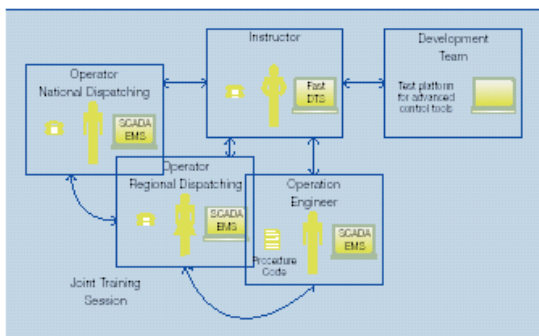 Instructor
Fast
DTS
Development
Team
Test platform
for advanced
control tools
Operator
National Dispatching
SCADA
EMS
Operator
Regional Dispatching
SCADA
EMS
Operation
Engineer
SCADA
EMS
Procedure
Code
Joint Training
Session